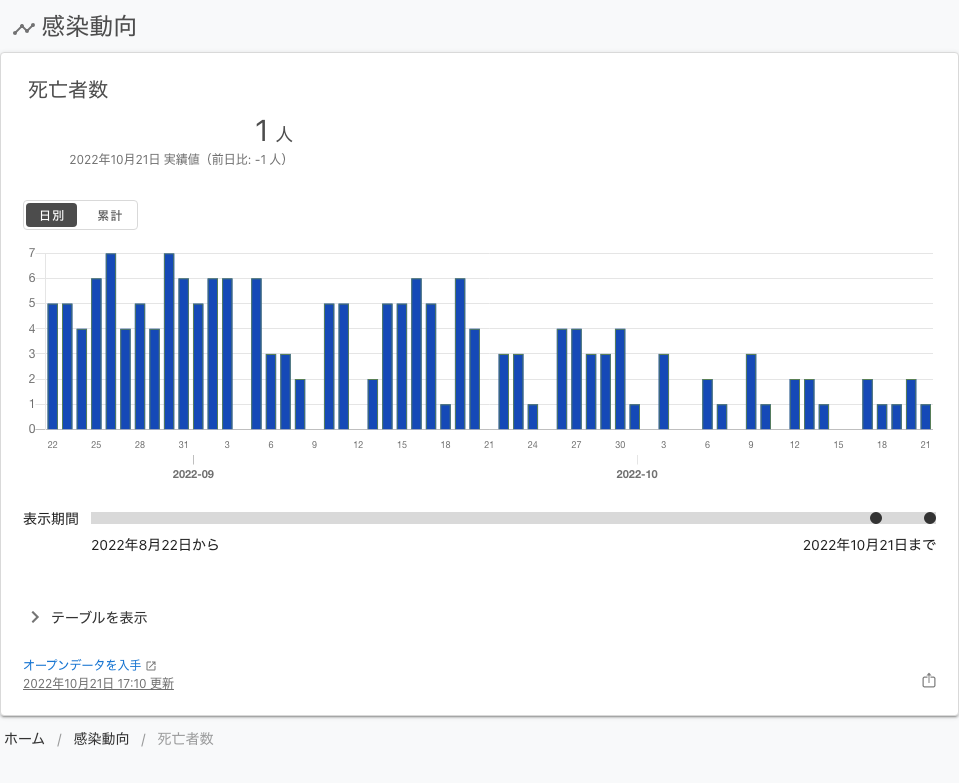 感染動向
死亡者数
1 人
2022年10月21日 実績値（前日比: -1 人）
日別 累計
7
6
5
4
3
2
1
0
22 25 28 31 3 6 9 12 15 18 21 24 27 30 3 6 9 12 15 18 21
2022-09 2022-10
表示期間
2022年8月22日から 2022年10月21日まで
テーブルを表示
オープンデータを入手
2022年10月21日 17:10 更新
ホーム / 感染動向 / 死亡者数